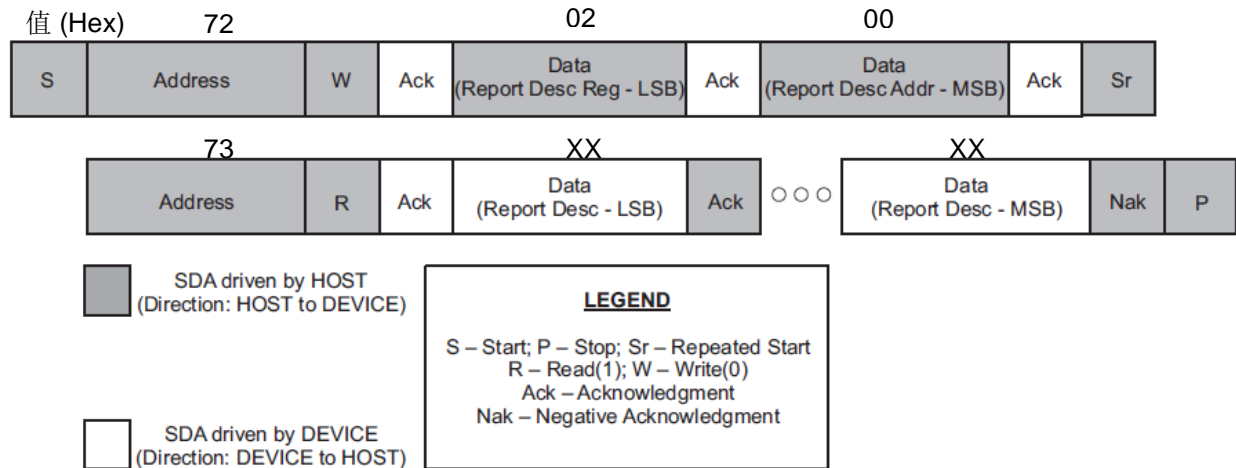 值 (Hex) 72 02 00
S Address W Ack Data (Report Desc Reg - LSB) Ack Data (Report Desc Addr - MSB) Ack Sr
73 XX XX
Address R Ack Data (Report Desc - LSB) Ack ○○○ Data (Report Desc - MSB) Nak P
SDA driven by HOST
(Direction: HOST to DEVICE)
SDA driven by DEVICE
(Direction: DEVICE to HOST)
LEGEND
S – Start; P – Stop; Sr – Repeated Start
R – Read(1); W – Write(0)
Ack – Acknowledgment
Nak – Negative Acknowledgment